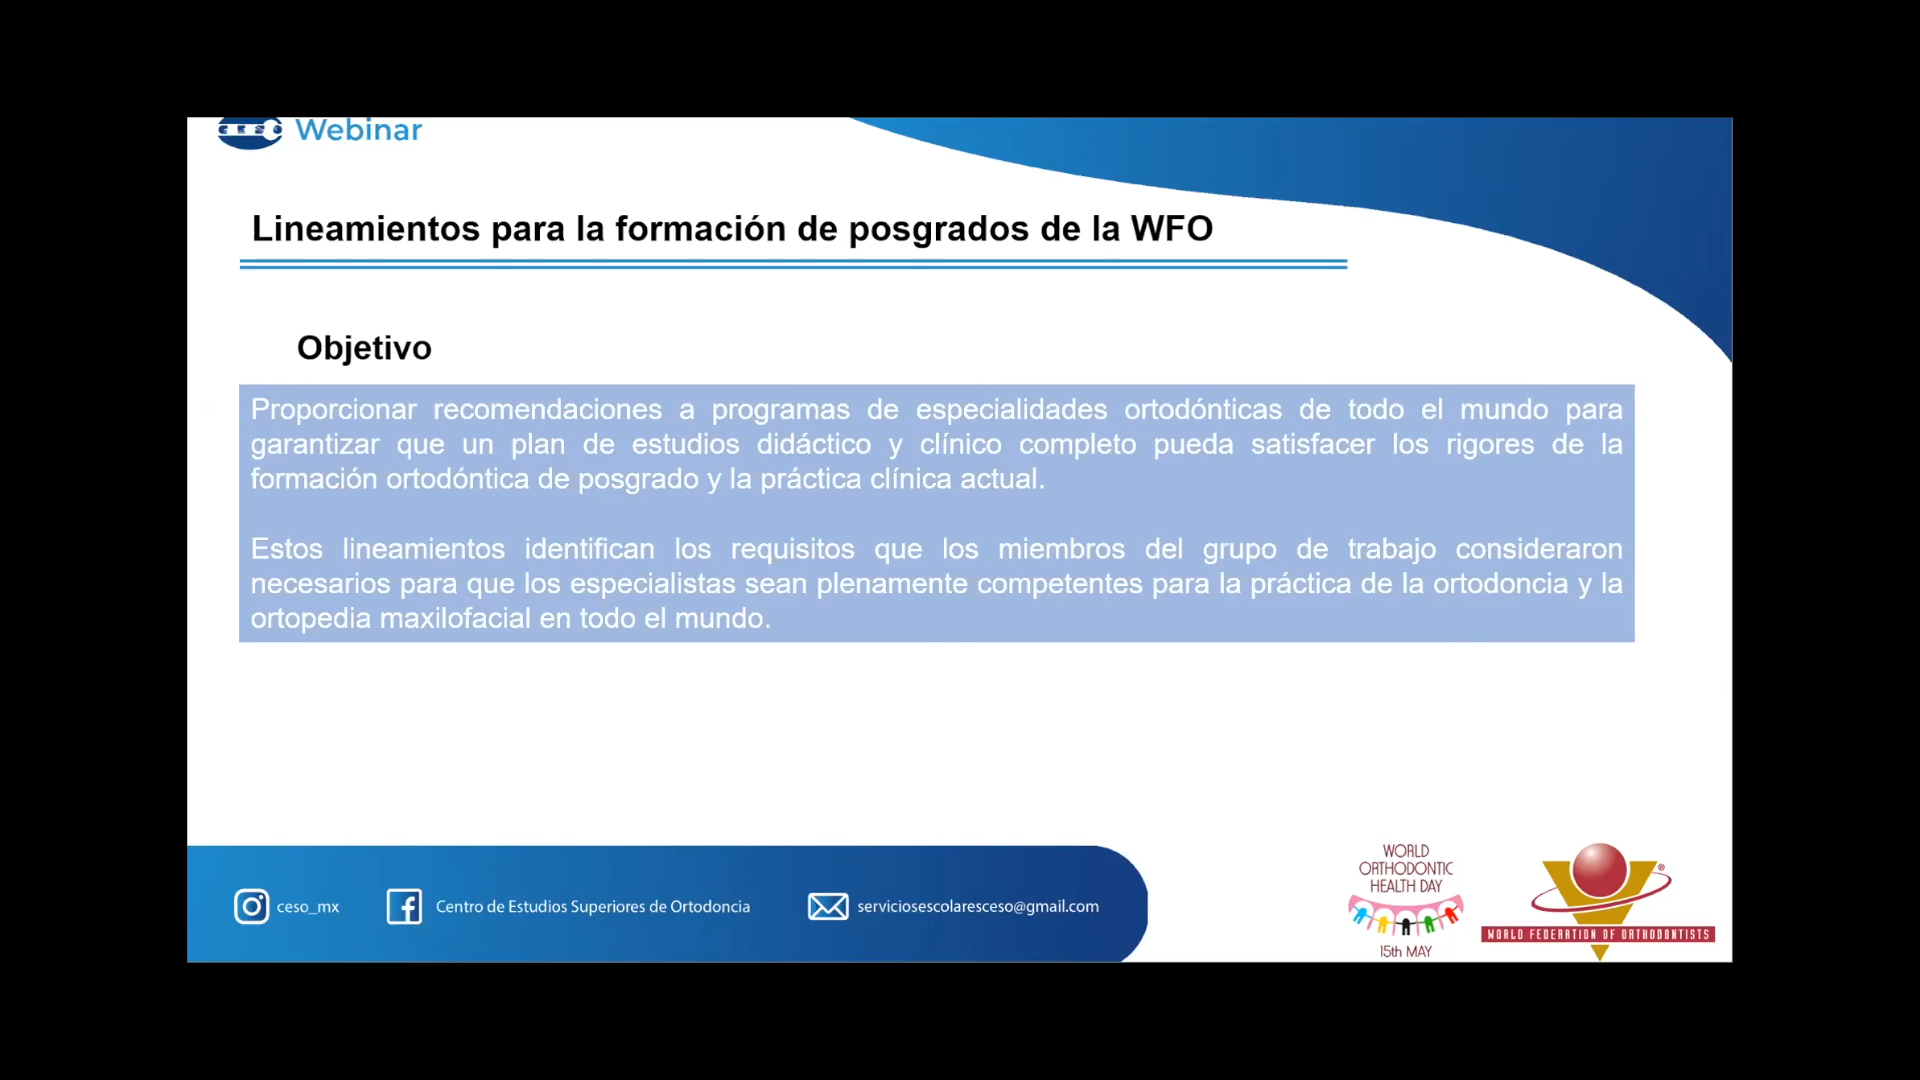 CESO Webinar
Lineamientos para la formación de posgrados de la WFO
Objetivo
Proporcionar recomendaciones a programas de especialidades ortodónticas de todo el mundo para
garantizar que un plan de estudios didáctico y clínico completo pueda satisfacer los rigores de la
formación ortodóntica de posgrado y la práctica clínica actual.
Estos lineamientos identifican los requisitos que los miembros del grupo de trabajo consideraron
necesarios para que los especialistas sean plenamente competentes para la práctica de la ortodoncia y la
ortopedia maxilofacial en todo el mundo.
ceso_mx
Centro de Estudios Superiores de Ortodoncia
serviciosescolaresceso@gmail.com
WORLD
ORTHODONTIC
HEALTH DAY
15th MAY
®
WORLD FEDERATION OF ORTHODONTISTS